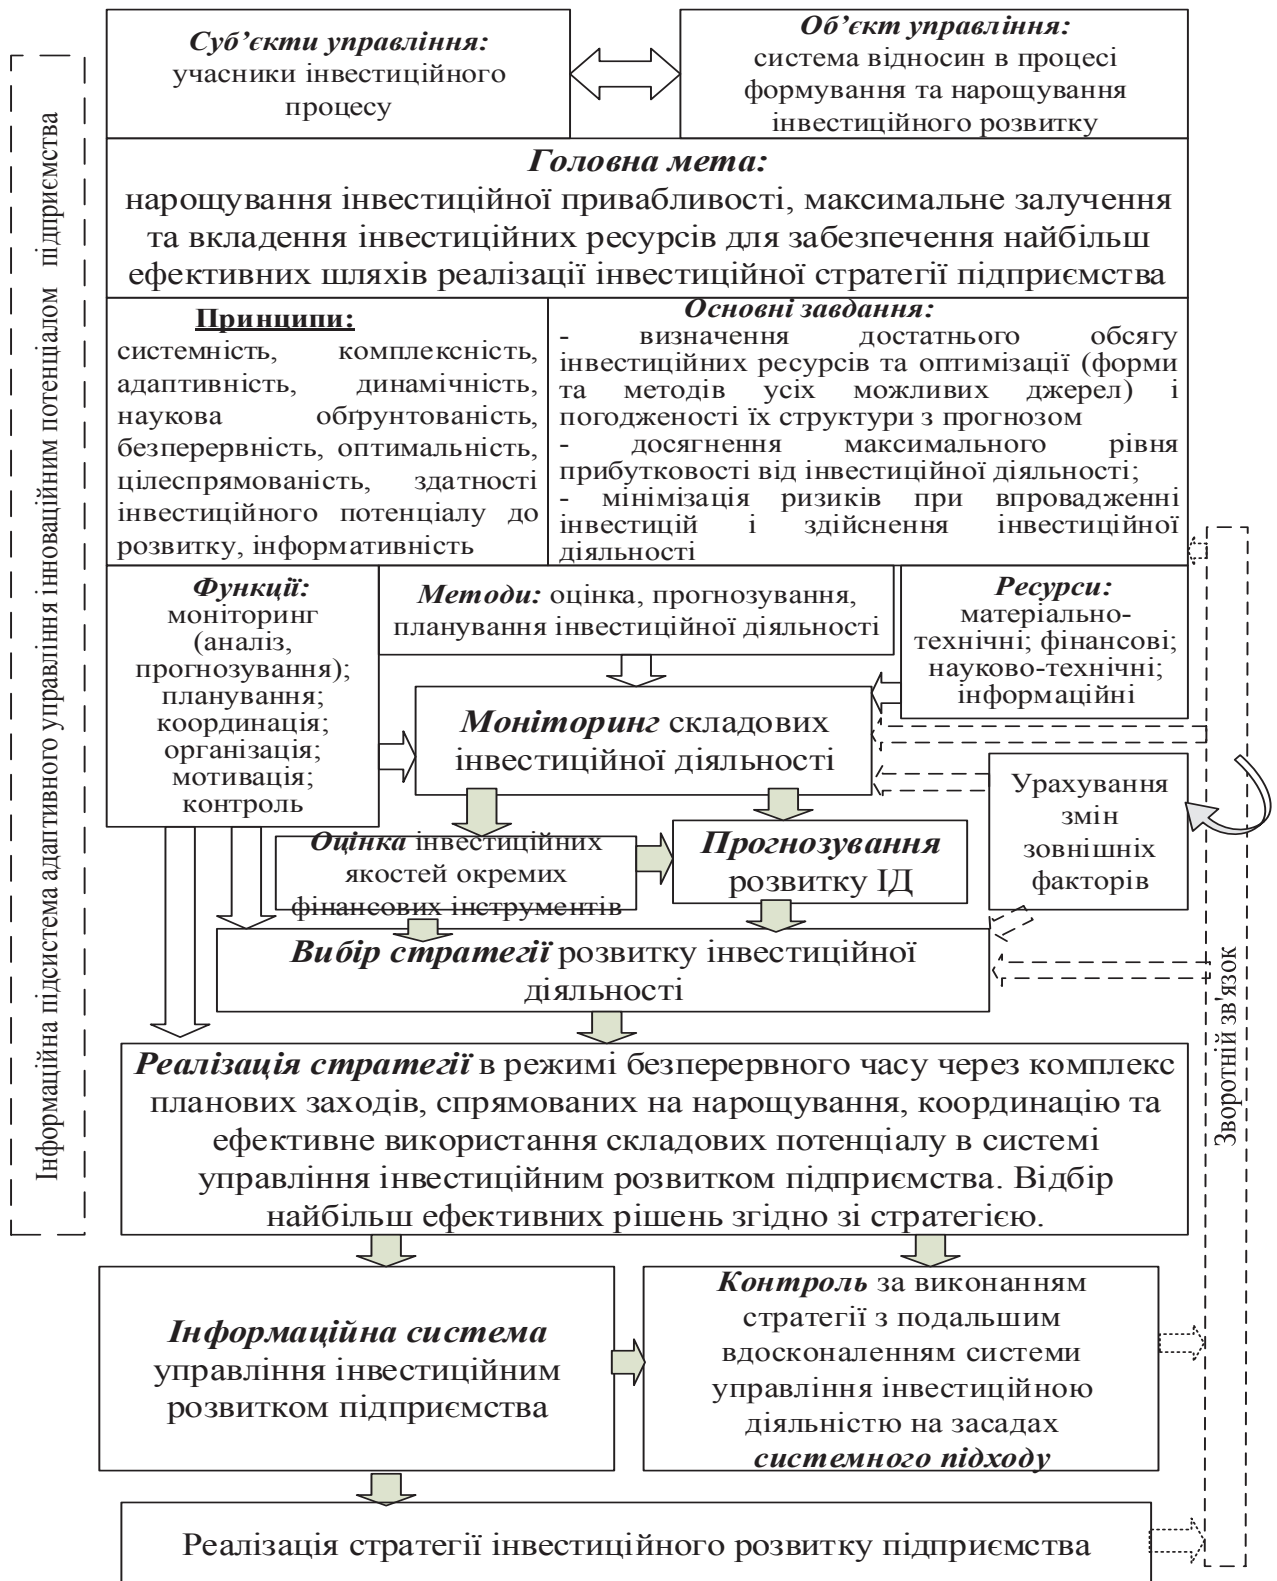 Суб’єкти управління:
учасники інвестиційного
процесу
Об’єкт управління:
система відносин в процесі
формування та нарощування
інвестиційного розвитку
Інформаційна підсистема адаптивного управління інноваційним потенціалом підприємства
Головна мета:
нарощування інвестиційної привабливості, максимальне залучення
та вкладення інвестиційних ресурсів для забезпечення найбільш
ефективних шляхів реалізації інвестиційної стратегії підприємства
Принципи:
системність, комплексність,
адаптивність, динамічність,
наукова обґрунтованість,
безперервність, оптимальність,
цілеспрямованість, здатності
інвестиційного потенціалу до
розвитку, інформативність
Основні завдання:
- визначення достатнього обсягу
інвестиційних ресурсів та оптимізації (форми
та методів усіх можливих джерел) і
погодженості їх структури з прогнозом
- досягнення максимального рівня
прибутковості від інвестиційної діяльності;
- мінімізація ризиків при впровадженні
інвестицій і здійснення інвестиційної
діяльності
Функції:
моніторинг
(аналіз,
прогнозування);
планування;
координація;
організація;
мотивація;
контроль
Методи: оцінка, прогнозування,
планування інвестиційної діяльності
Ресурси:
матеріально-
технічні; фінансові;
науково-технічні;
інформаційні
Моніторинг складових
інвестиційної діяльності
Урахування
змін
зовнішніх
факторів
Оцінка інвестиційних
якостей окремих
фінансових інструментів
Прогнозування
розвитку ІД
Вибір стратегії розвитку інвестиційної
діяльності
Зворотній зв'язок
Реалізація стратегії в режимі безперервного часу через комплекс
планових заходів, спрямованих на нарощування, координацію та
ефективне використання складових потенціалу в системі
управління інвестиційним розвитком підприємства. Відбір
найбільш ефективних рішень згідно зі стратегією.
Інформаційна система
управління інвестиційним
розвитком підприємства
Контроль за виконанням
стратегії з подальшим
вдосконаленням системи
управління інвестиційною
діяльністю на засадах
системного підходу
Реалізація стратегії інвестиційного розвитку підприємства